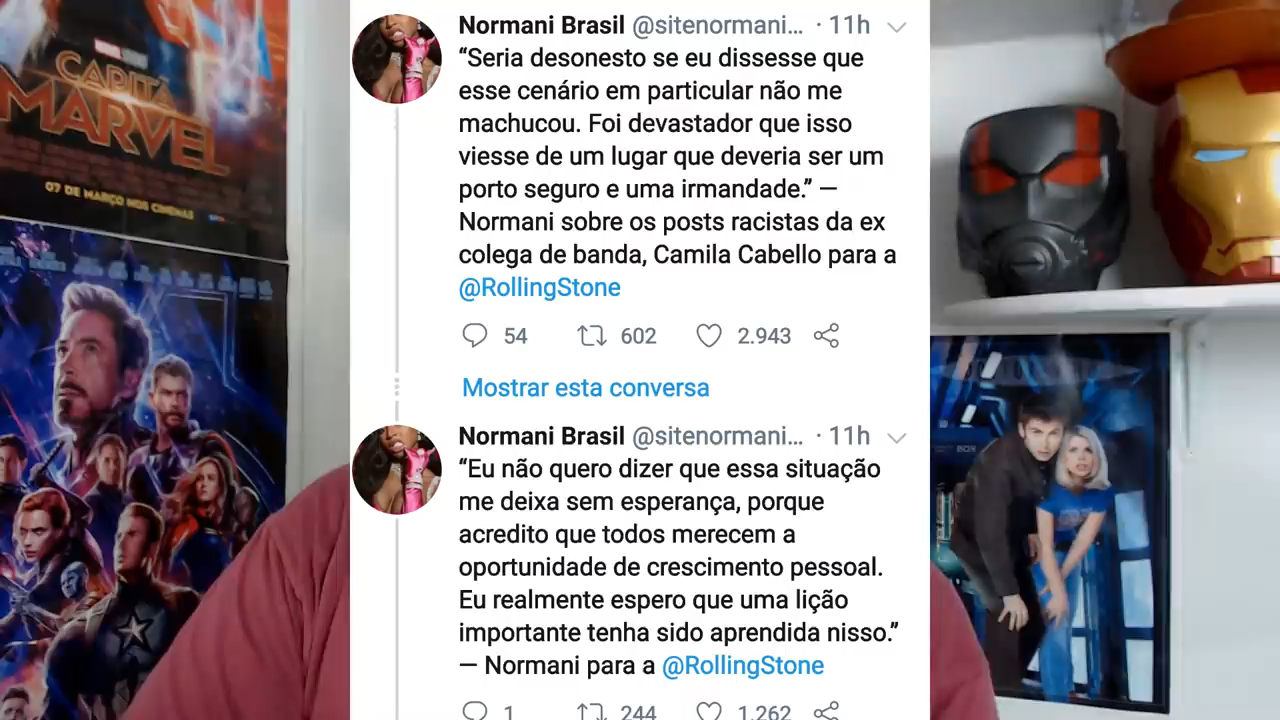 CAPITÃ
MARVEL
07 DE MARÇO NOS CINEMAS
Normani Brasil @sitenormani... · 11h
“Seria desonesto se eu dissesse que
esse cenário em particular não me
machucou. Foi devastador que isso
viesse de um lugar que deveria ser um
porto seguro e uma irmandade.” —
Normani sobre os posts racistas da ex
colega de banda, Camila Cabello para a
@RollingStone
54 602 2.943
Mostrar esta conversa
Normani Brasil @sitenormani... · 11h
“Eu não quero dizer que essa situação
me deixa sem esperança, porque
acredito que todos merecem a
oportunidade de crescimento pessoal.
Eu realmente espero que uma lição
importante tenha sido aprendida nisso.”
— Normani para a @RollingStone
1 244 1.262
BOX